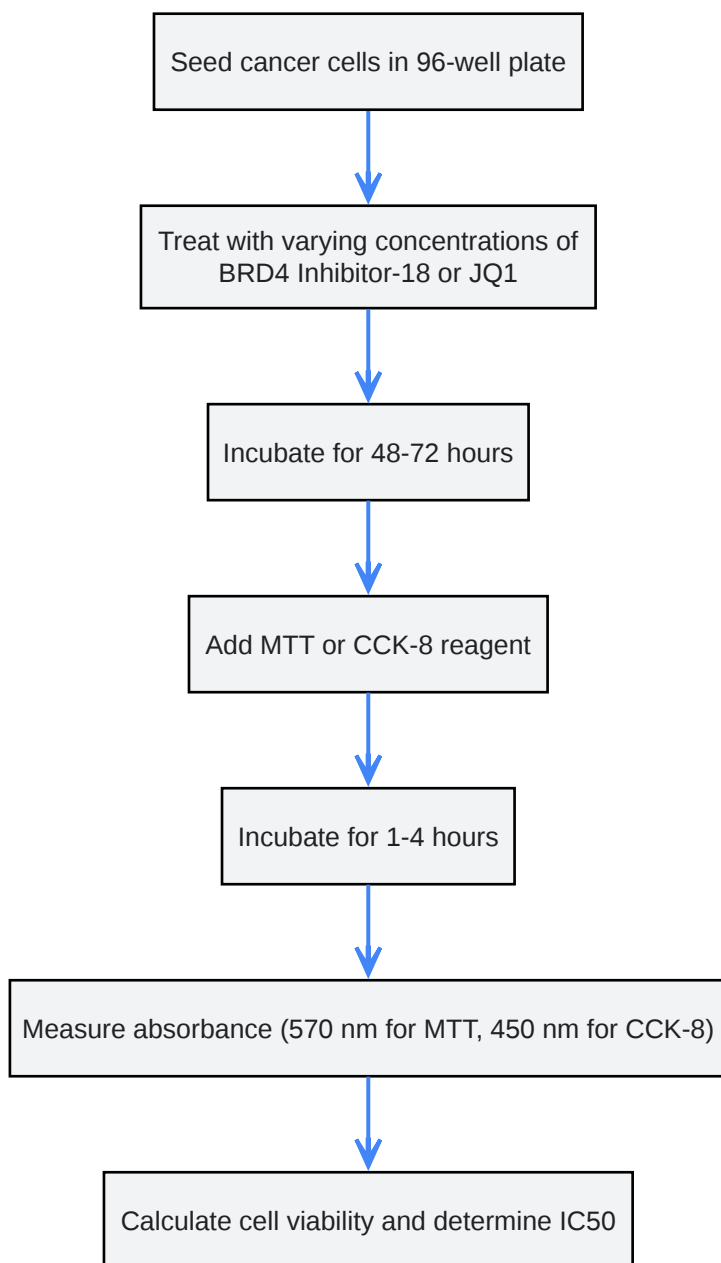 Seed cancer cells in 96-well plate
Treat with varying concentrations of
BRD4 Inhibitor-18 or JQ1
Incubate for 48-72 hours
Add MTT or CCK-8 reagent
Incubate for 1-4 hours
Measure absorbance (570 nm for MTT, 450 nm for CCK-8)
Calculate cell viability and determine IC50